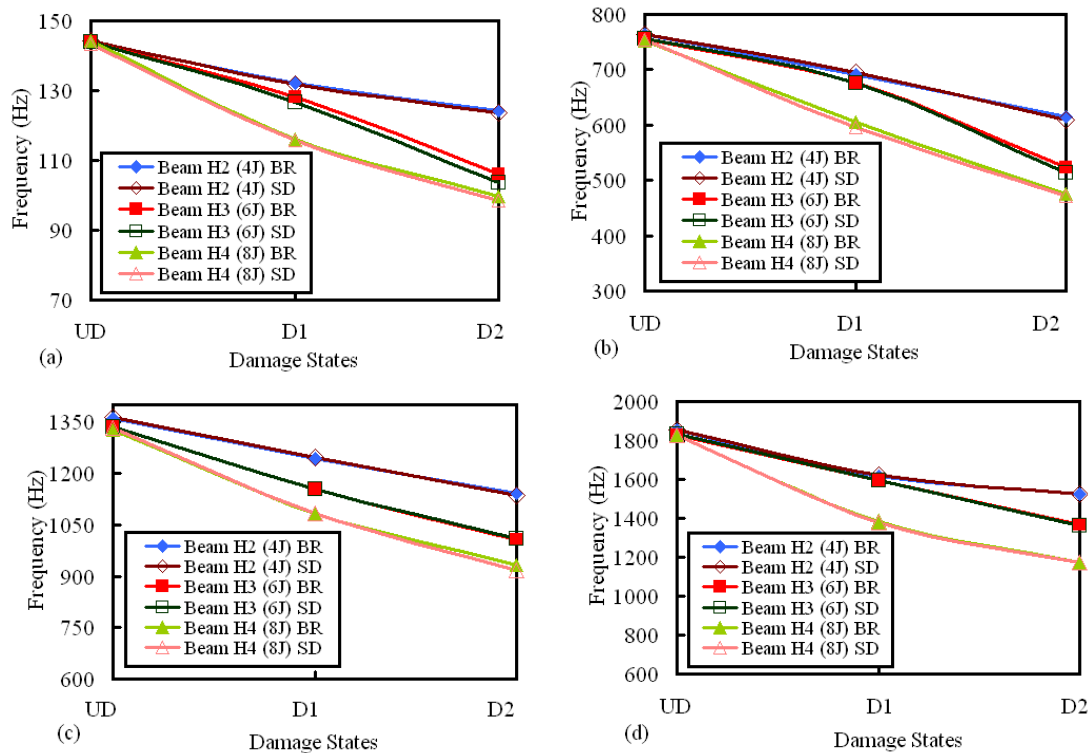 150
130
110
90
70
Frequency (Hz)
Beam H2 (4J) BR
Beam H2 (4J) SD
Beam H3 (6J) BR
Beam H3 (6J) SD
Beam H4 (8J) BR
Beam H4 (8J) SD
UD D1 D2
Damage States
(a)
800
700
600
500
400
300
Frequency (Hz)
Beam H2 (4J) BR
Beam H2 (4J) SD
Beam H3 (6J) BR
Beam H3 (6J) SD
Beam H4 (8J) BR
Beam H4 (8J) SD
UD D1 D2
Damage States
(b)
1350
1200
1050
900
750
600
Frequency (Hz)
Beam H2 (4J) BR
Beam H2 (4J) SD
Beam H3 (6J) BR
Beam H3 (6J) SD
Beam H4 (8J) BR
Beam H4 (8J) SD
UD D1 D2
Damage States
(c)
2000
1800
1600
1400
1200
1000
800
600
Frequency (Hz)
Beam H2 (4J) BR
Beam H2 (4J) SD
Beam H3 (6J) BR
Beam H3 (6J) SD
Beam H4 (8J) BR
Beam H4 (8J) SD
UD D1 D2
Damage States
(d)